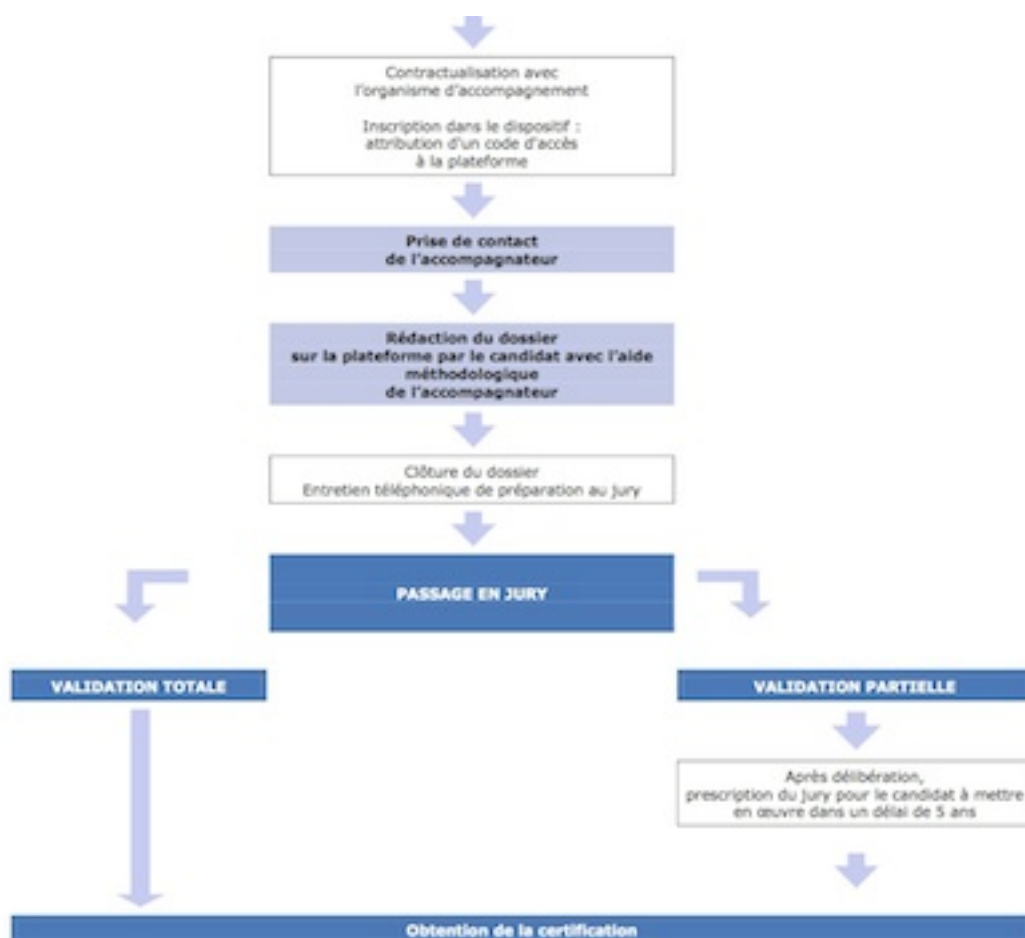 Contractualisation avec
l'organisme d'accompagnement
Inscription dans le dispositif :
attribution d'un code d'accès
à la plateforme
Prise de contact
de l'accompagnateur
Rédaction du dossier
sur la plateforme par le candidat avec l'aide
méthodologique
de l'accompagnateur
Clôture du dossier
Entretien téléphonique de préparation au jury
PASSAGE EN JURY
VALIDATION TOTALE
VALIDATION PARTIELLE
Après délibération,
prescription du jury pour le candidat à mettre
en œuvre dans un délai de 5 ans
Obtention de la certification